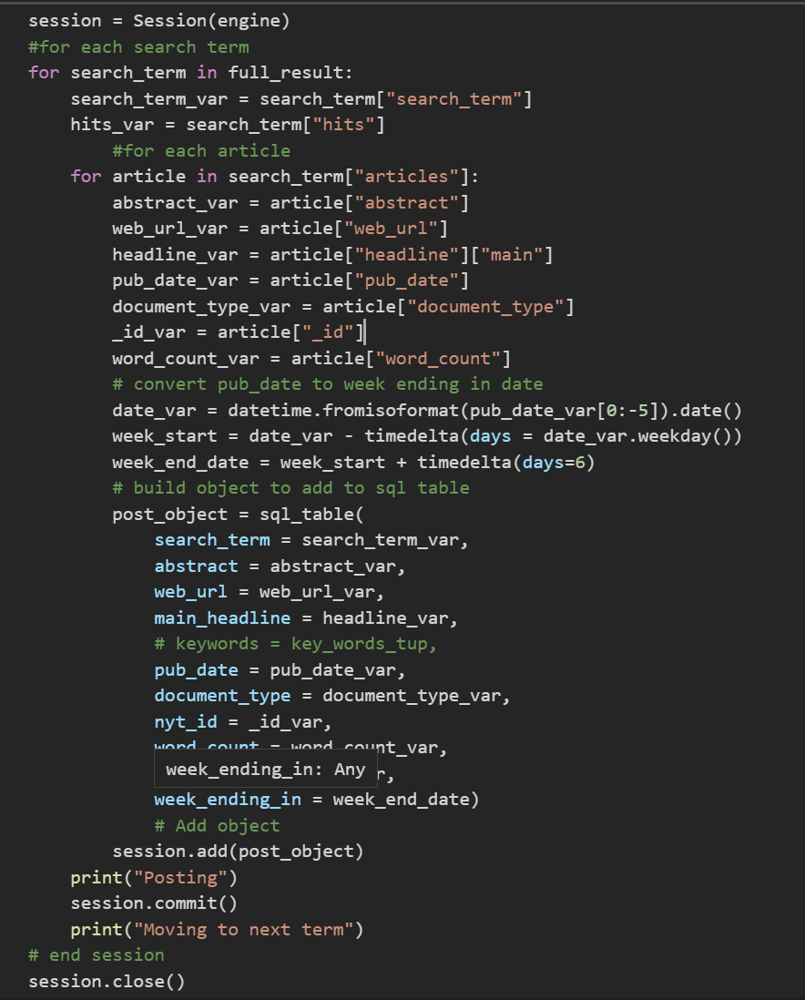 session = Session(engine)
#for each search term
for search_term in full_result:
    search_term_var = search_term["search_term"]
    hits_var = search_term["hits"]
        #for each article
    for article in search_term["articles"]:
        abstract_var = article["abstract"]
        web_url_var = article["web_url"]
        headline_var = article["headline"]["main"]
        pub_date_var = article["pub_date"]
        document_type_var = article["document_type"]
        _id_var = article["_id"]
        word_count_var = article["word_count"]
        # convert pub_date to week ending in date
        date_var = datetime.fromisoformat(pub_date_var[0:-5]).date()
        week_start = date_var - timedelta(days = date_var.weekday())
        week_end_date = week_start + timedelta(days=6)
        # build object to add to sql table
        post_object = sql_table(
            search_term = search_term_var,
            abstract = abstract_var,
            web_url = web_url_var,
            main_headline = headline_var,
            # keywords = key_words_tup,
            pub_date = pub_date_var,
            document_type = document_type_var,
            nyt_id = _id_var,
            word_count = word_count_var,
            week_ending_in: Any r,
            week_ending_in = week_end_date)
            # Add object
        session.add(post_object)
    print("Posting")
    session.commit()
    print("Moving to next term")
# end session
session.close()